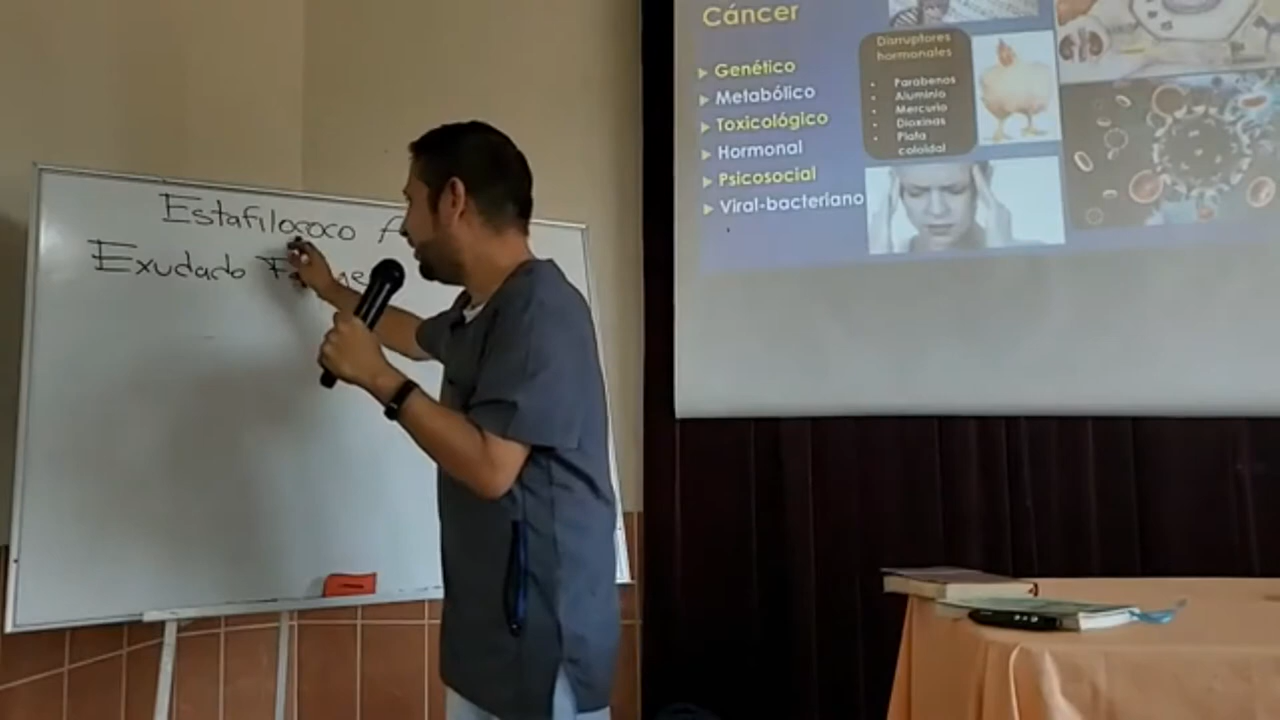 Estafilococo A
Exudado
Cáncer
Genético
Metabólico
Toxicológico
Hormonal
Psicosocial
Viral-bacteriano
Disruptores
hormonales
Parabenos
Aluminio
Mercurio
Dioxinas
Plata
coloidal